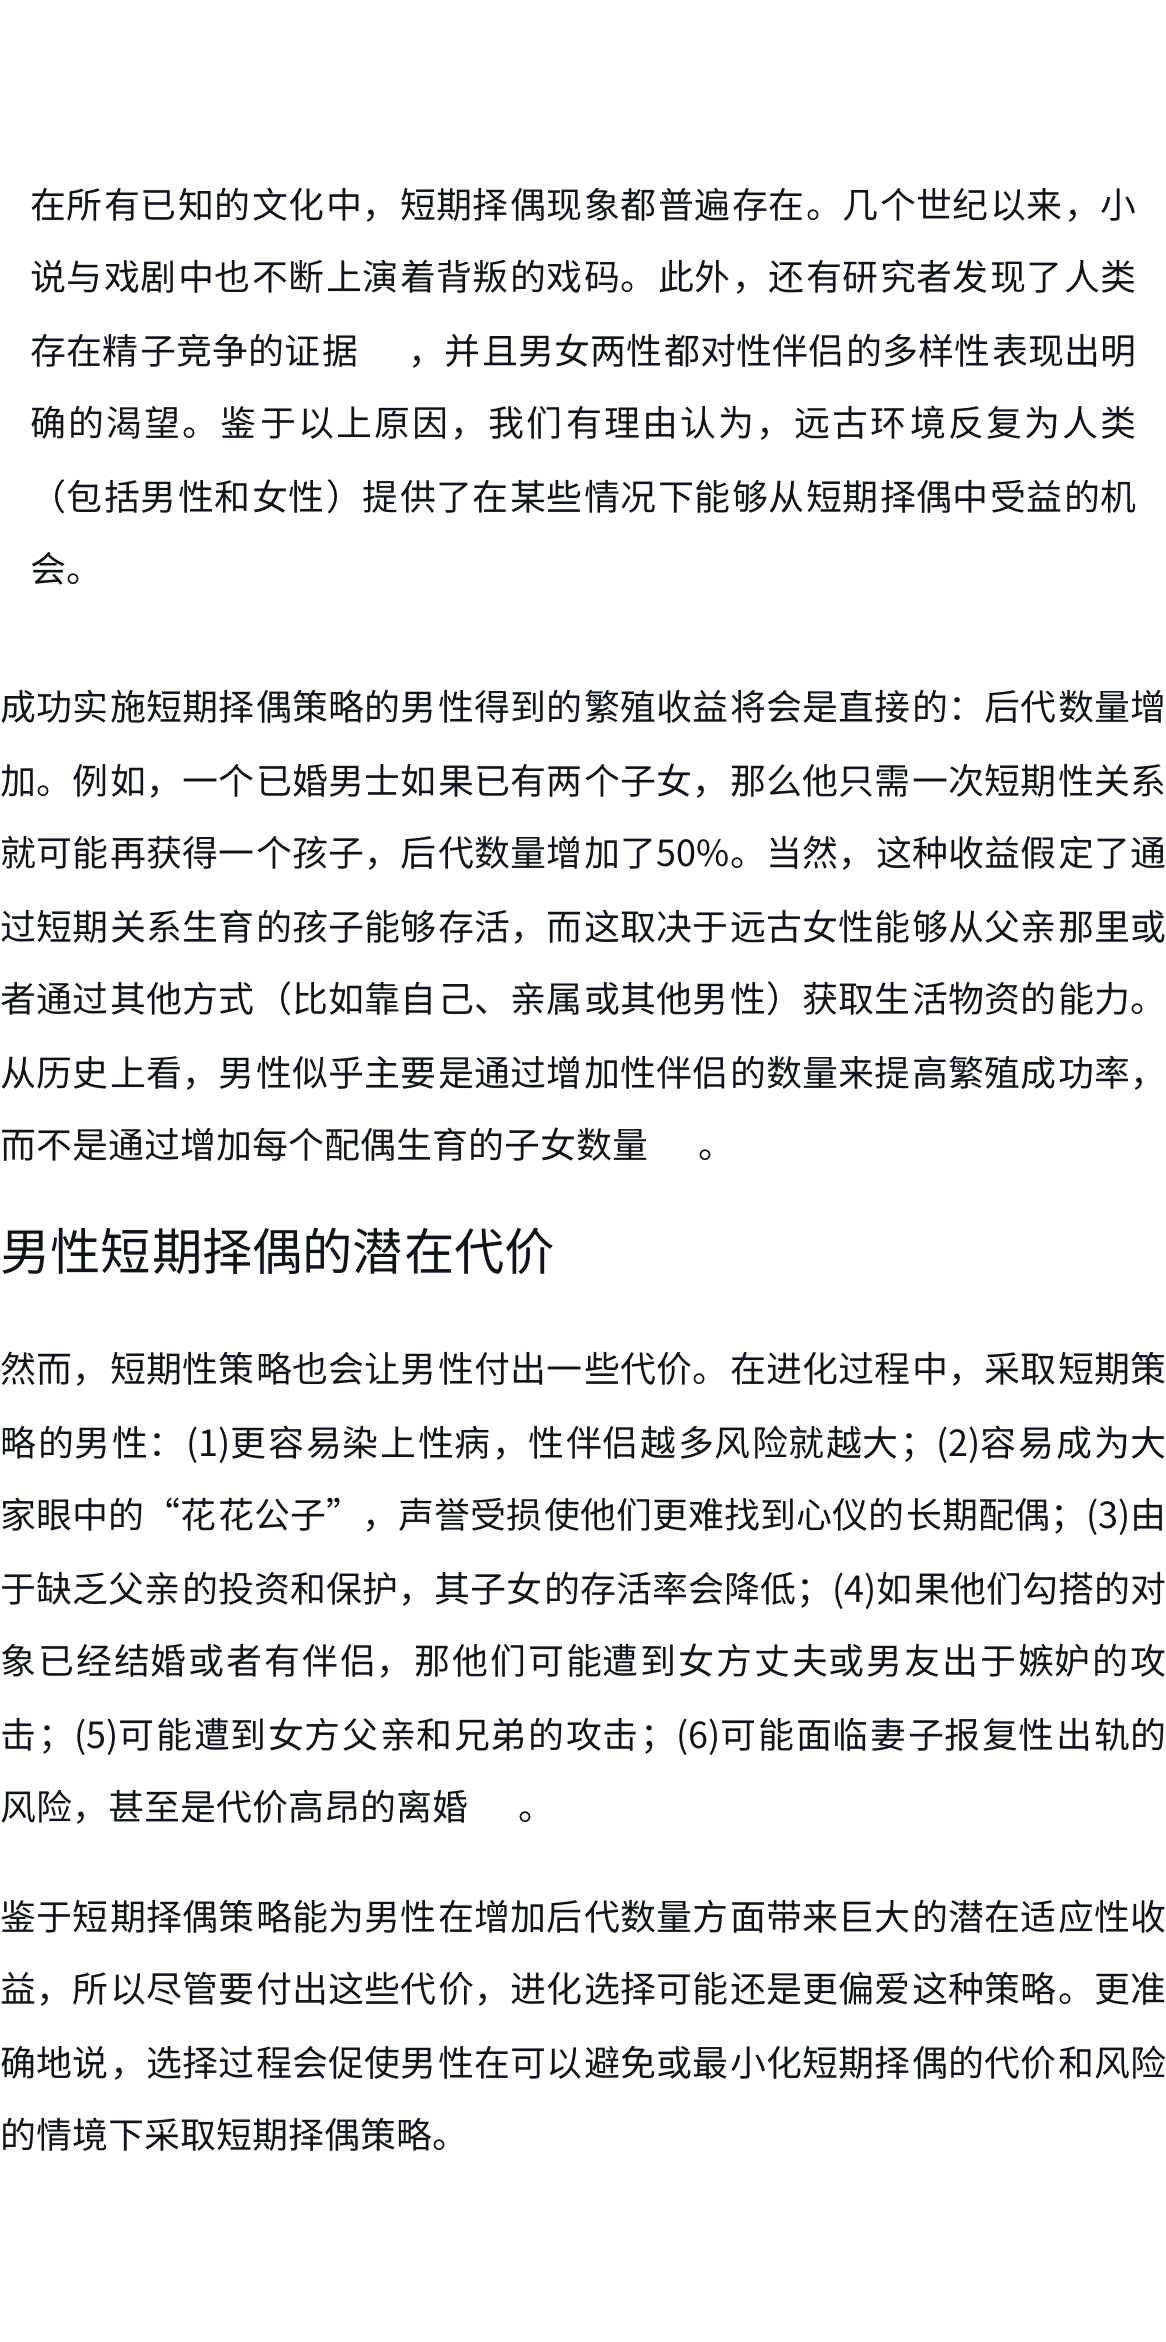 在所有已知的文化中，短期择偶现象都普遍存在。几个世纪以来，小
说与戏剧中也不断上演着背叛的戏码。此外，还有研究者发现了人类
存在精子竞争的证据　，并且男女两性都对性伴侣的多样性表现出明
确的渴望。鉴于以上原因，我们有理由认为，远古环境反复为人类
（包括男性和女性）提供了在某些情况下能够从短期择偶中受益的机
会。
成功实施短期择偶策略的男性得到的繁殖收益将会是直接的：后代数量增
加。例如，一个已婚男士如果已有两个子女，那么他只需一次短期性关系
就可能再获得一个孩子，后代数量增加了50%。当然，这种收益假定了通
过短期关系生育的孩子能够存活，而这取决于远古女性能够从父亲那里或
者通过其他方式（比如靠自己、亲属或其他男性）获取生活物资的能力。
从历史上看，男性似乎主要是通过增加性伴侣的数量来提高繁殖成功率，
而不是通过增加每个配偶生育的子女数量　。
男性短期择偶的潜在代价
然而，短期性策略也会让男性付出一些代价。在进化过程中，采取短期策
略的男性：(1)更容易染上性病，性伴侣越多风险就越大；(2)容易成为大
家眼中的“花花公子”，声誉受损使他们更难找到心仪的长期配偶；(3)由
于缺乏父亲的投资和保护，其子女的存活率会降低；(4)如果他们勾搭的对
象已经结婚或者有伴侣，那他们可能遭到女方丈夫或男友出于嫉妒的攻
击；(5)可能遭到女方父亲和兄弟的攻击；(6)可能面临妻子报复性出轨的
风险，甚至是代价高昂的离婚　。
鉴于短期择偶策略能为男性在增加后代数量方面带来巨大的潜在适应性收
益，所以尽管要付出这些代价，进化选择可能还是更偏爱这种策略。更准
确地说，选择过程会促使男性在可以避免或最小化短期择偶的代价和风险
的情境下采取短期择偶策略。